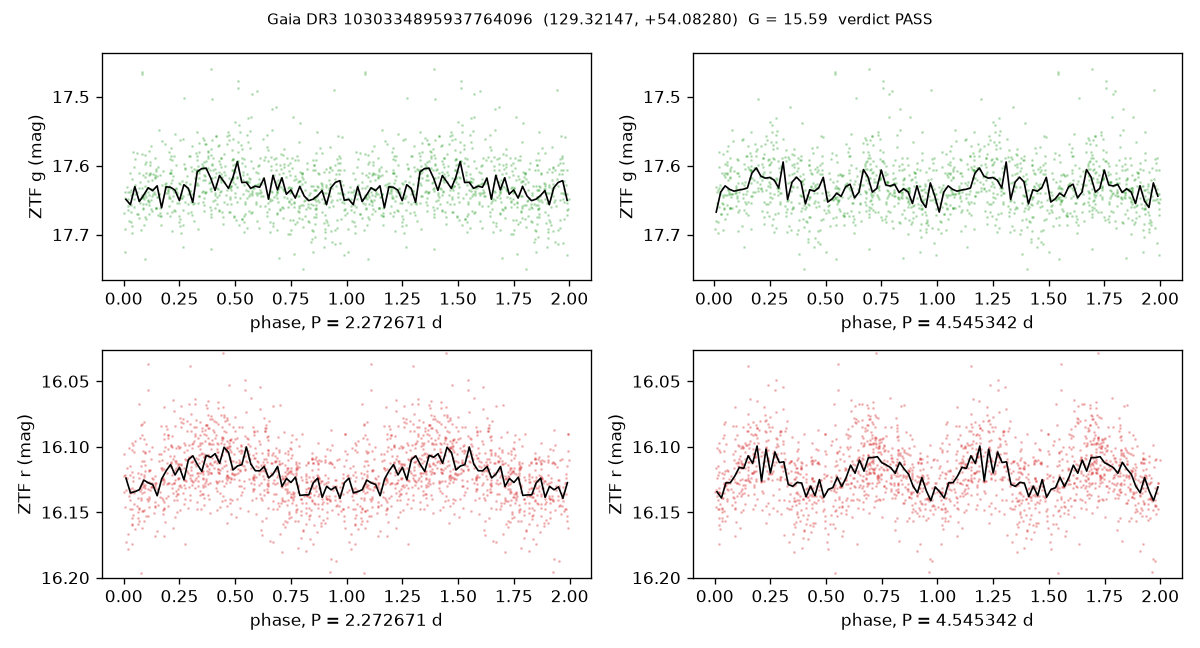 Gaia DR3 1030334895937764096  (129.32147, +54.08280)  G = 15.59  verdict PASS
ZTF g (mag)
17.5
17.6
17.7
0.00 0.25 0.50 0.75 1.00 1.25 1.50 1.75 2.00
phase, P = 2.272671 d
ZTF g (mag)
17.5
17.6
17.7
0.00 0.25 0.50 0.75 1.00 1.25 1.50 1.75 2.00
phase, P = 4.545342 d
ZTF r (mag)
16.05
16.10
16.15
16.20
0.00 0.25 0.50 0.75 1.00 1.25 1.50 1.75 2.00
phase, P = 2.272671 d
ZTF r (mag)
16.05
16.10
16.15
16.20
0.00 0.25 0.50 0.75 1.00 1.25 1.50 1.75 2.00
phase, P = 4.545342 d